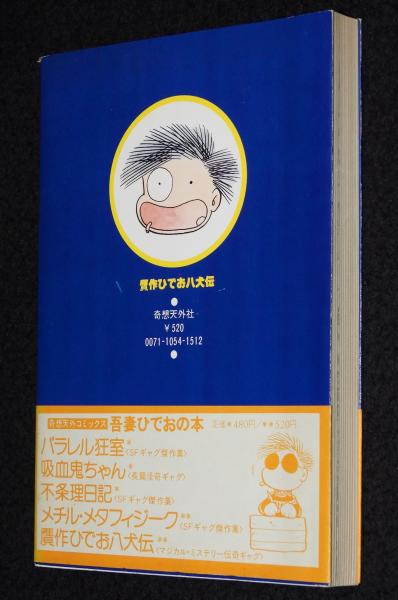 贋作ひでお八犬伝
●
奇想天外社
¥520
0071-1054-1512
●
奇想天外コミックス 吾妻ひでおの本 定価*480円/**520円
パラレル狂室*〈SFギャグ傑作集〉
吸血鬼ちゃん*〈長篇怪奇ギャグ〉
不条理日記*〈SFギャグ傑作集〉
メチル・メタフィジーク**〈SFギャグ傑作集〉
贋作ひでお八犬伝**〈マジカル・ミステリー伝奇ギャグ〉